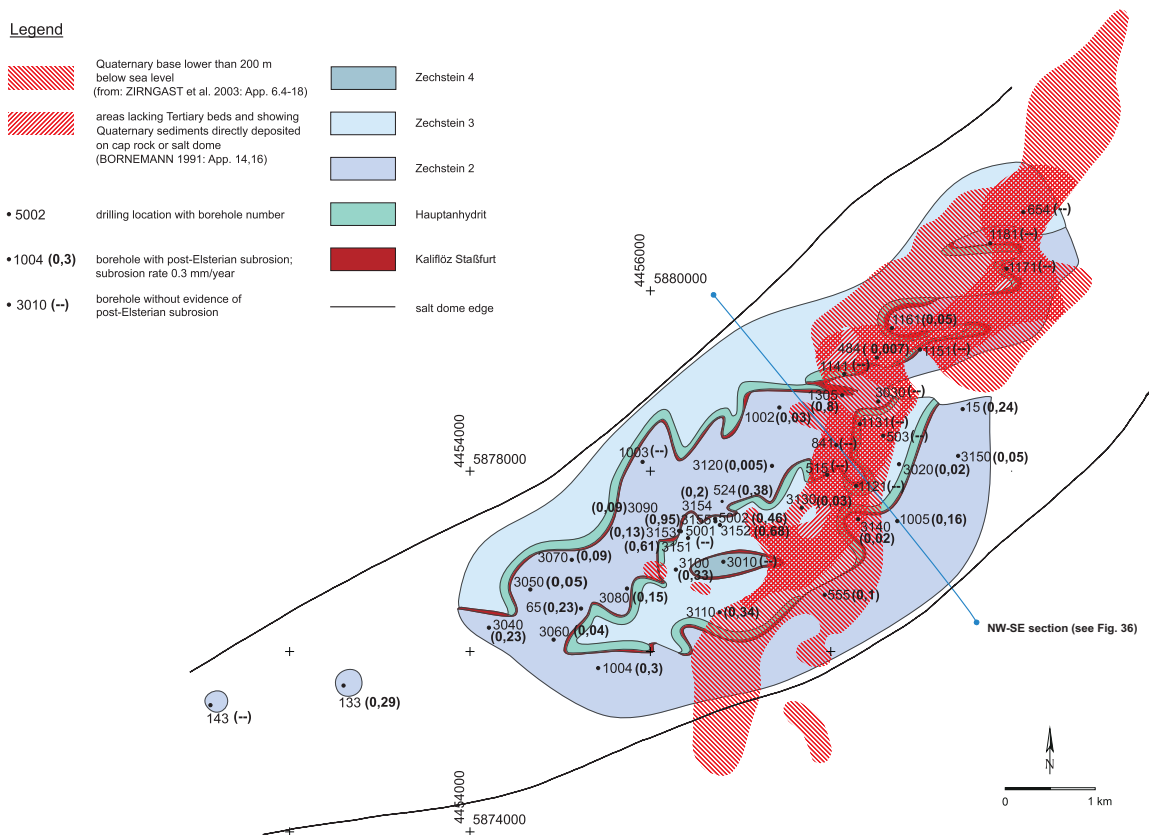 Legend
Quaternary base lower than 200 m
below sea level
(from: ZIRNGAST et al. 2003: App. 6.4-18)
areas lacking Tertiary beds and showing
Quaternary sediments directly deposited
on cap rock or salt dome
(BORNEMANN 1991: App. 14,16)
5002
drilling location with borehole number
1004 (0,3)
borehole with post-Elsterian subrosion;
subrosion rate 0.3 mm/year
3010 (--)
borehole without evidence of
post-Elsterian subrosion
Zechstein 4
Zechstein 3
Zechstein 2
Hauptanhydrit
Kaliflöz Staßfurt
salt dome edge
654 (--)
1181 (--)
1171 (--)
4456000
5880000
1161 (0,05)
484 ( 0,007)
1151 (--)
1141 (--)
1305
(0,8)
3030 (--)
1002 (0,03)
15 (0,24)
1131 (--)
503 (--)
841 (--)
1003 (--)
4454000
5878000
3120 (0,005)
515 (--)
3020 (0,02)
3150 (0,05)
1121 (--)
(0,2)
524 (0,38)
3154
3130 (0,03)
(0,09) 3090
(0,95) 3155
5002 (0,46)
(0,13) 3153
5001
3152 (0,68)
(0,61) 3151 (--)
3140
(0,02)
1005 (0,16)
3070 (0,09)
3100
(0,33)
3010 (--)
3050 (0,05)
3080 (0,15)
555 (0,1)
65 (0,23)
3110 (0,34)
3040
(0,23)
3060 (0,04)
NW-SE section (see Fig. 36)
1004 (0,3)
133 (0,29)
143 (--)
N
0
1 km
4454000
5874000